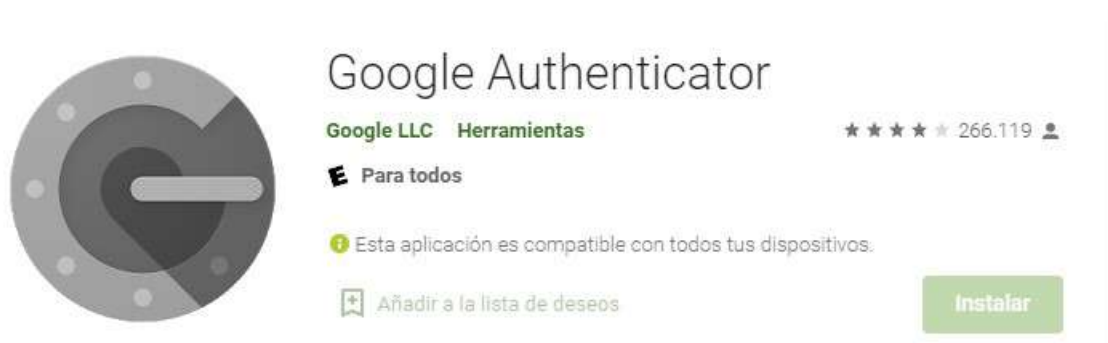 Google Authenticator
Google LLC Herramientas 266.119
E Para todos
Esta aplicación es compatible con todos tus dispositivos.
Añadir a la lista de deseos Instalar